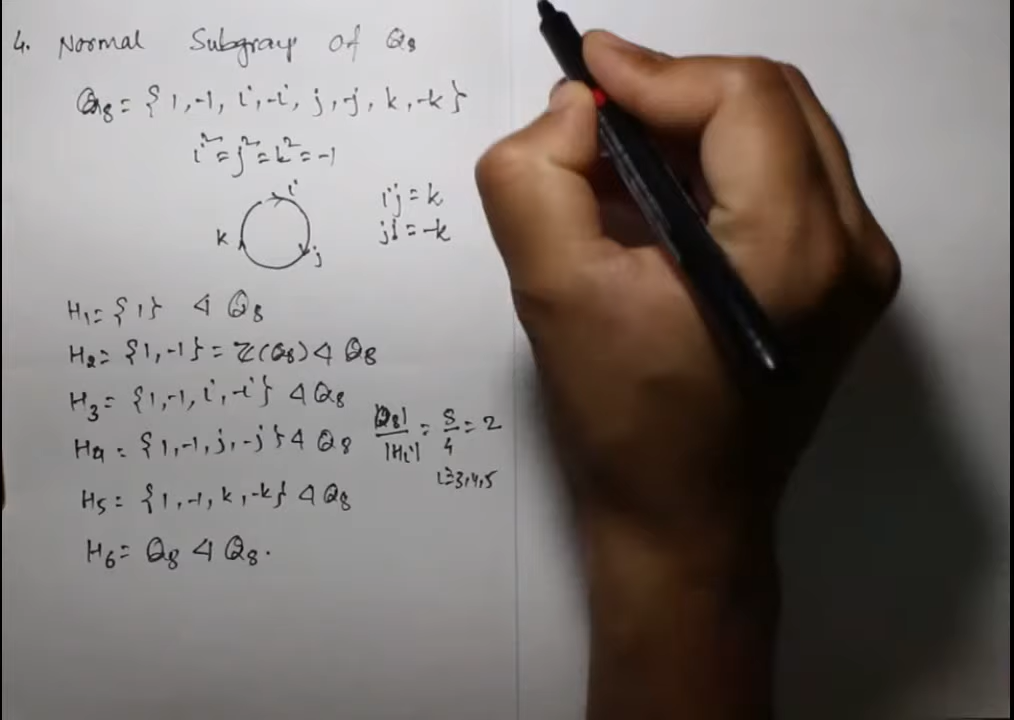 4. Normal Subgroup of Q8
Q8 = {1, -1, i, -i, j, -j, k, -k}
i² = j² = k² = -1
i
k
j
ij = k
ji = -k
H1 = {1} ⊲ Q8
H2 = {1, -1} = Z(Q8) ⊲ Q8
H3 = {1, -1, i, -i} ⊲ Q8
H4 = {1, -1, j, -j} ⊲ Q8
|Q8|/|Hi| = 8/4 = 2
i=3,4,5
H5 = {1, -1, k, -k} ⊲ Q8
H6 = Q8 ⊲ Q8.